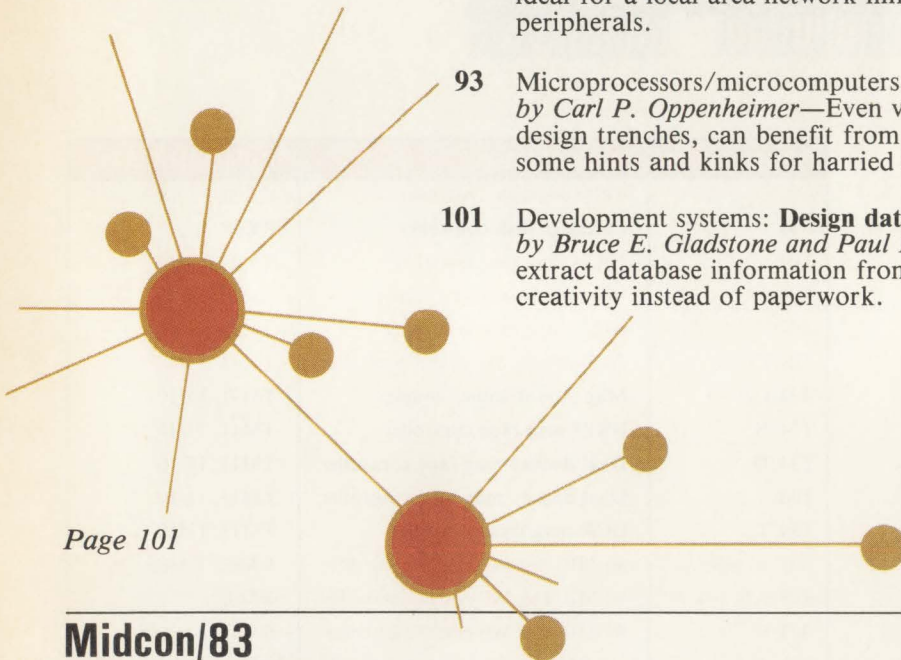 ideal for a local area network
peripherals.
93 Microprocessors/microcomputers
by Carl P. Oppenheimer—Even
design trenches, can benefit from
some hints and kinks for harried
101 Development systems: Design
by Bruce E. Gladstone and Paul
extract database information from
creativity instead of paperwork.
Page 101
Midcon/83